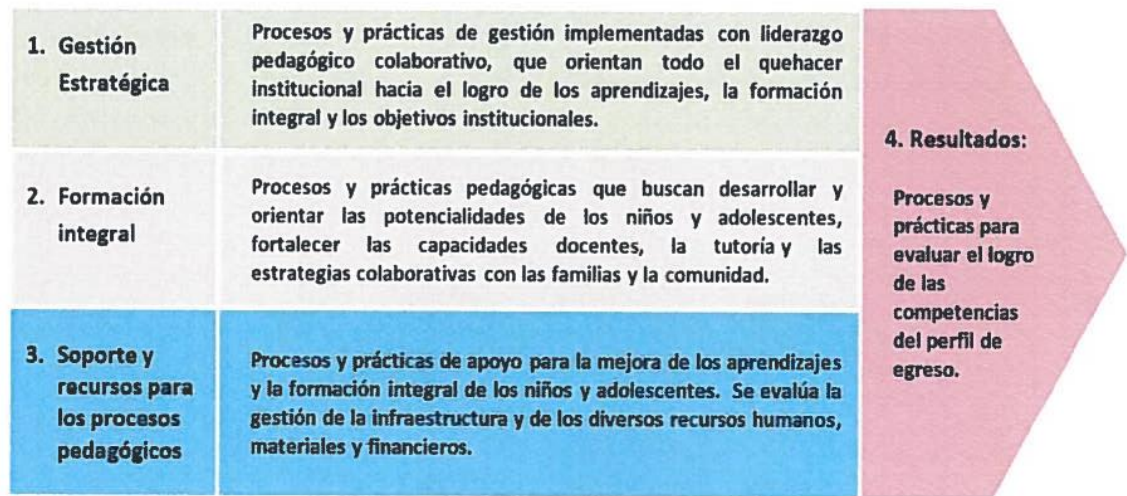 1. Gestión
Estratégica
Procesos y prácticas de gestión implementadas con liderazgo
pedagógico colaborativo, que orientan todo el quehacer
institucional hacia el logro de los aprendizajes, la formación
integral y los objetivos institucionales.
2. Formación
integral
Procesos y prácticas pedagógicas que buscan desarrollar y
orientar las potencialidades de los niños y adolescentes,
fortalecer las capacidades docentes, la tutoría y las
estrategias colaborativas con las familias y la comunidad.
3. Soporte y
recursos para
los procesos
pedagógicos
Procesos y prácticas de apoyo para la mejora de los aprendizajes
y la formación integral de los niños y adolescentes. Se evalúa la
gestión de la infraestructura y de los diversos recursos humanos,
materiales y financieros.
4. Resultados:
Procesos y
prácticas para
evaluar el logro
de las
competencias
del perfil de
egreso.